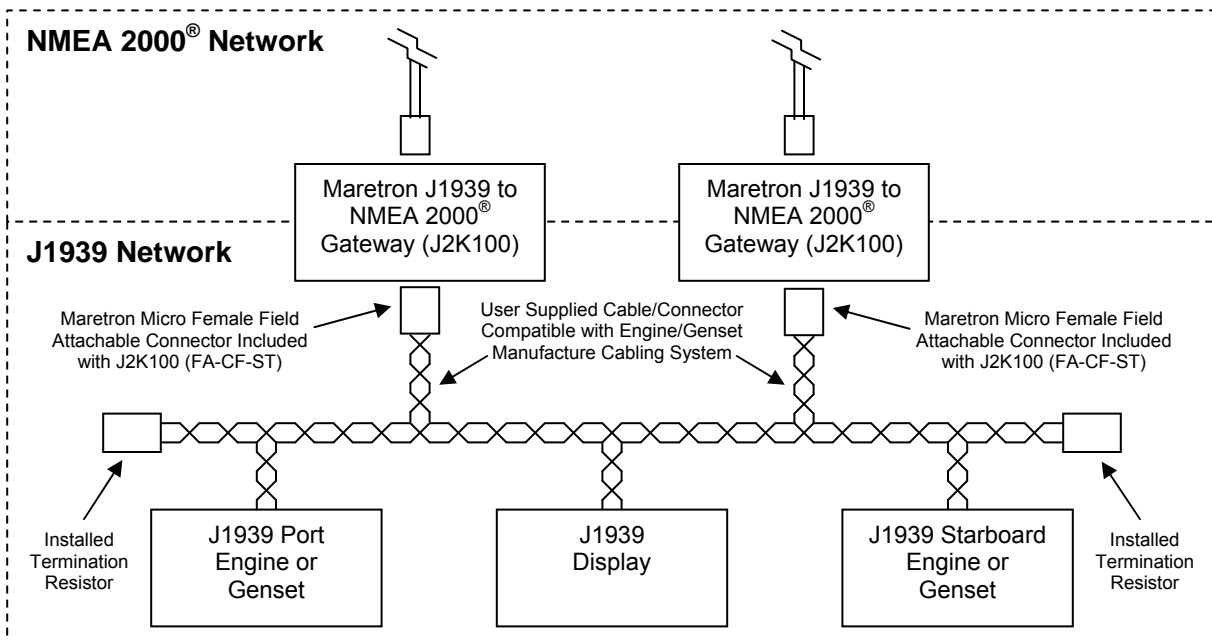 NMEA 2000® Network
Maretron J1939 to
NMEA 2000®
Gateway (J2K100)
Maretron J1939 to
NMEA 2000®
Gateway (J2K100)
J1939 Network
Maretron Micro Female Field
Attachable Connector Included
with J2K100 (FA-CF-ST)
User Supplied Cable/Connector
Compatible with Engine/Genset
Manufacture Cabling System
Maretron Micro Female Field
Attachable Connector Included
with J2K100 (FA-CF-ST)
Installed
Termination
Resistor
J1939 Port
Engine or
Genset
J1939
Display
J1939 Starboard
Engine or
Genset
Installed
Termination
Resistor